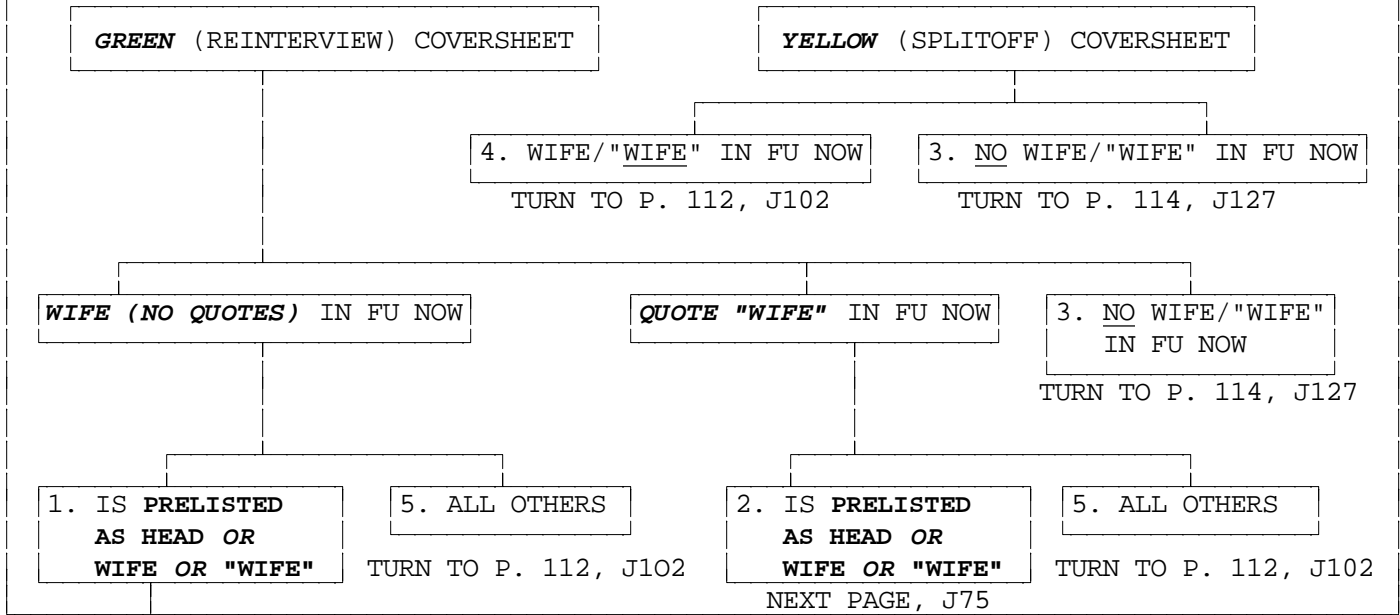 GREEN (REINTERVIEW) COVERSHEET
YELLOW (SPLITOFF) COVERSHEET
4. WIFE/"WIFE" IN FU NOW
TURN TO P. 112, J102
3. NO WIFE/"WIFE" IN FU NOW
TURN TO P. 114, J127
WIFE (NO QUOTES) IN FU NOW
QUOTE "WIFE" IN FU NOW
3. NO WIFE/"WIFE"
IN FU NOW
TURN TO P. 114, J127
1. IS PRELISTED
AS HEAD OR
WIFE OR "WIFE"
5. ALL OTHERS
TURN TO P. 112, J1O2
2. IS PRELISTED
AS HEAD OR
WIFE OR "WIFE"
NEXT PAGE, J75
5. ALL OTHERS
TURN TO P. 112, J102